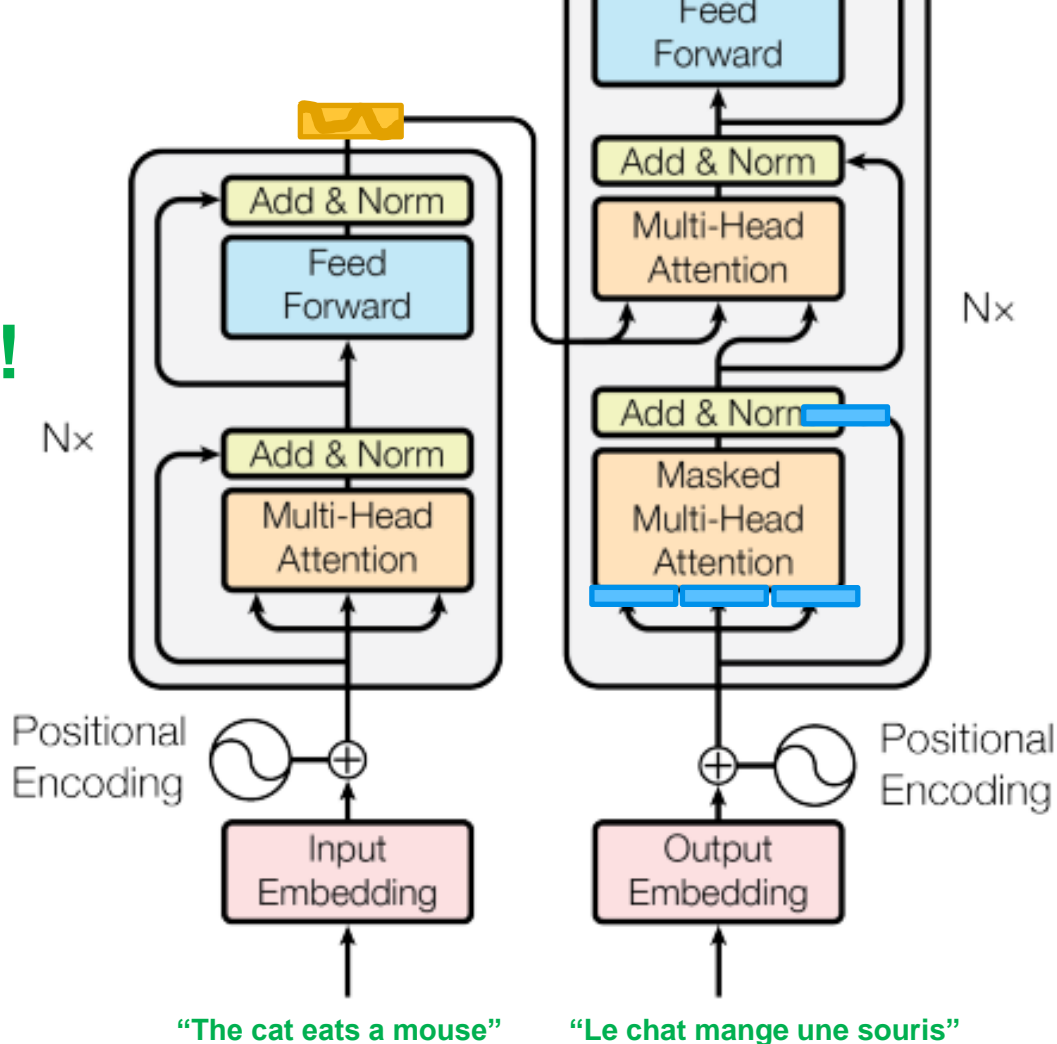 Feed
Forward
Add & Norm
Multi-Head
Attention
Nx
Add & Norm
Masked
Multi-Head
Attention
Add & Norm
Feed
Forward
!
Nx
Add & Norm
Multi-Head
Attention
Positional
Encoding
Positional
Encoding
Input
Embedding
Output
Embedding
“The cat eats a mouse”
“Le chat mange une souris”